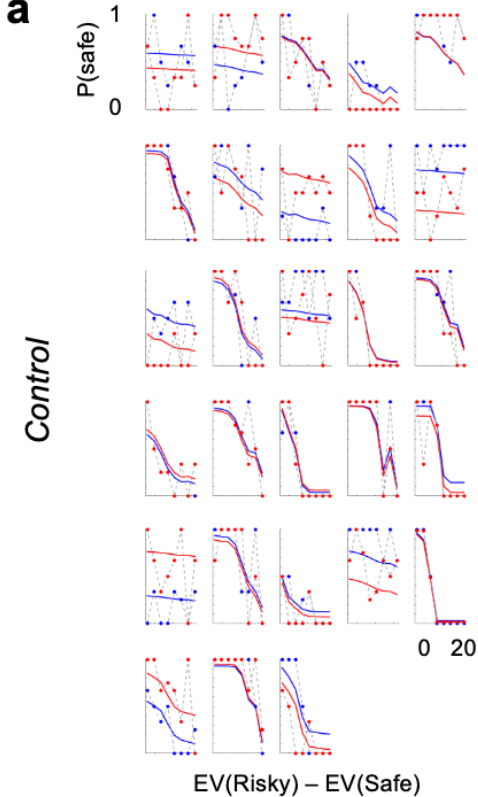 a
1
P(safe)
0
Control
0 20
EV(Risky) – EV(Safe)